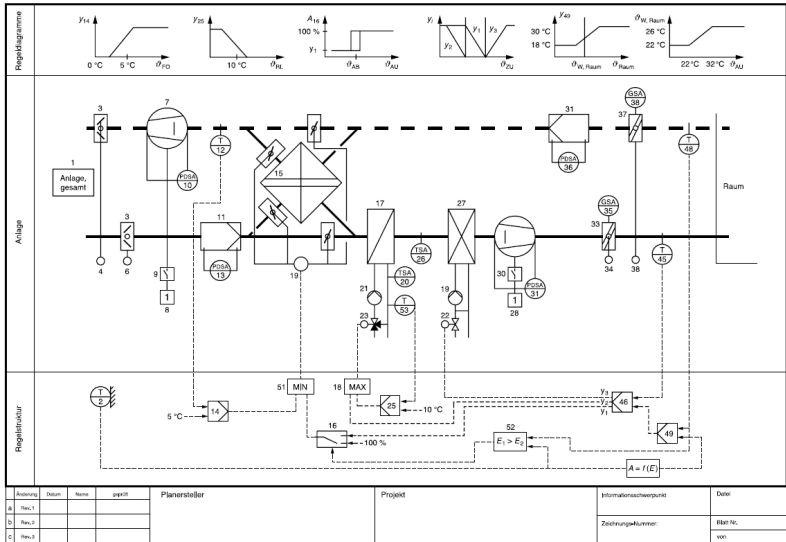 Regeldiagramme
y14
0 °C
5 °C
ϑFO
y25
10 °C
ϑRL
A16
100 %
y1
ϑAB
ϑAU
yi
y2
y1
y3
ϑZU
y49
30 °C
18 °C
ϑW, Raum
ϑRaum
ϑW, Raum
26 °C
22 °C
22 °C
32 °C
ϑAU
Anlage
1
Anlage,
gesamt
3
7
T
12
PDSA
10
15
31
PDSA
36
GSA
38
37
T
48
Raum
3
11
PDSA
13
4
6
9
1
8
19
17
TSA
26
TSA
20
T
53
21
23
27
19
22
30
1
28
PDSA
31
GSA
35
33
34
38
T
45
Regelstruktur
T
2
5 °C
14
51
MIN
18
MAX
25
10 °C
16
100 %
52
E1 > E2
y3
y2
y1
46
49
A = f (E)
Änderung
Datum
Name
geprüft
Planersteller
Projekt
Informationsschwerpunkt
Datei
a
Rev. 1
b
Rev. 2
Zeichnungs-Nummer:
Blatt Nr.
c
Rev. 3
von